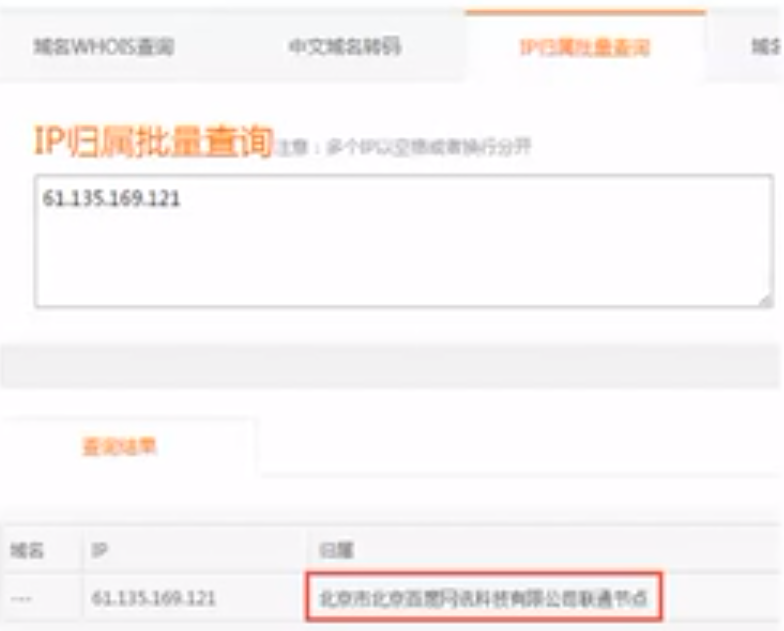 域名WHOIS查询 中文域名转码 IP归属批量查询 域名
IP归属批量查询 注意：多个IP以空格或者换行分开
61.135.169.121
查询结果
域名 IP 归属
--- 61.135.169.121 北京市北京百度网讯科技有限公司联通节点